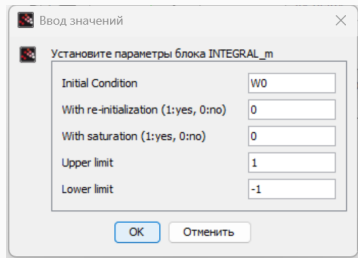 Ввод значений
Установите параметры блока INTEGRAL_m
Initial Condition W0
With re-initialization (1:yes, 0:no) 0
With saturation (1:yes, 0:no) 0
Upper limit 1
Lower limit -1
OK Отменить